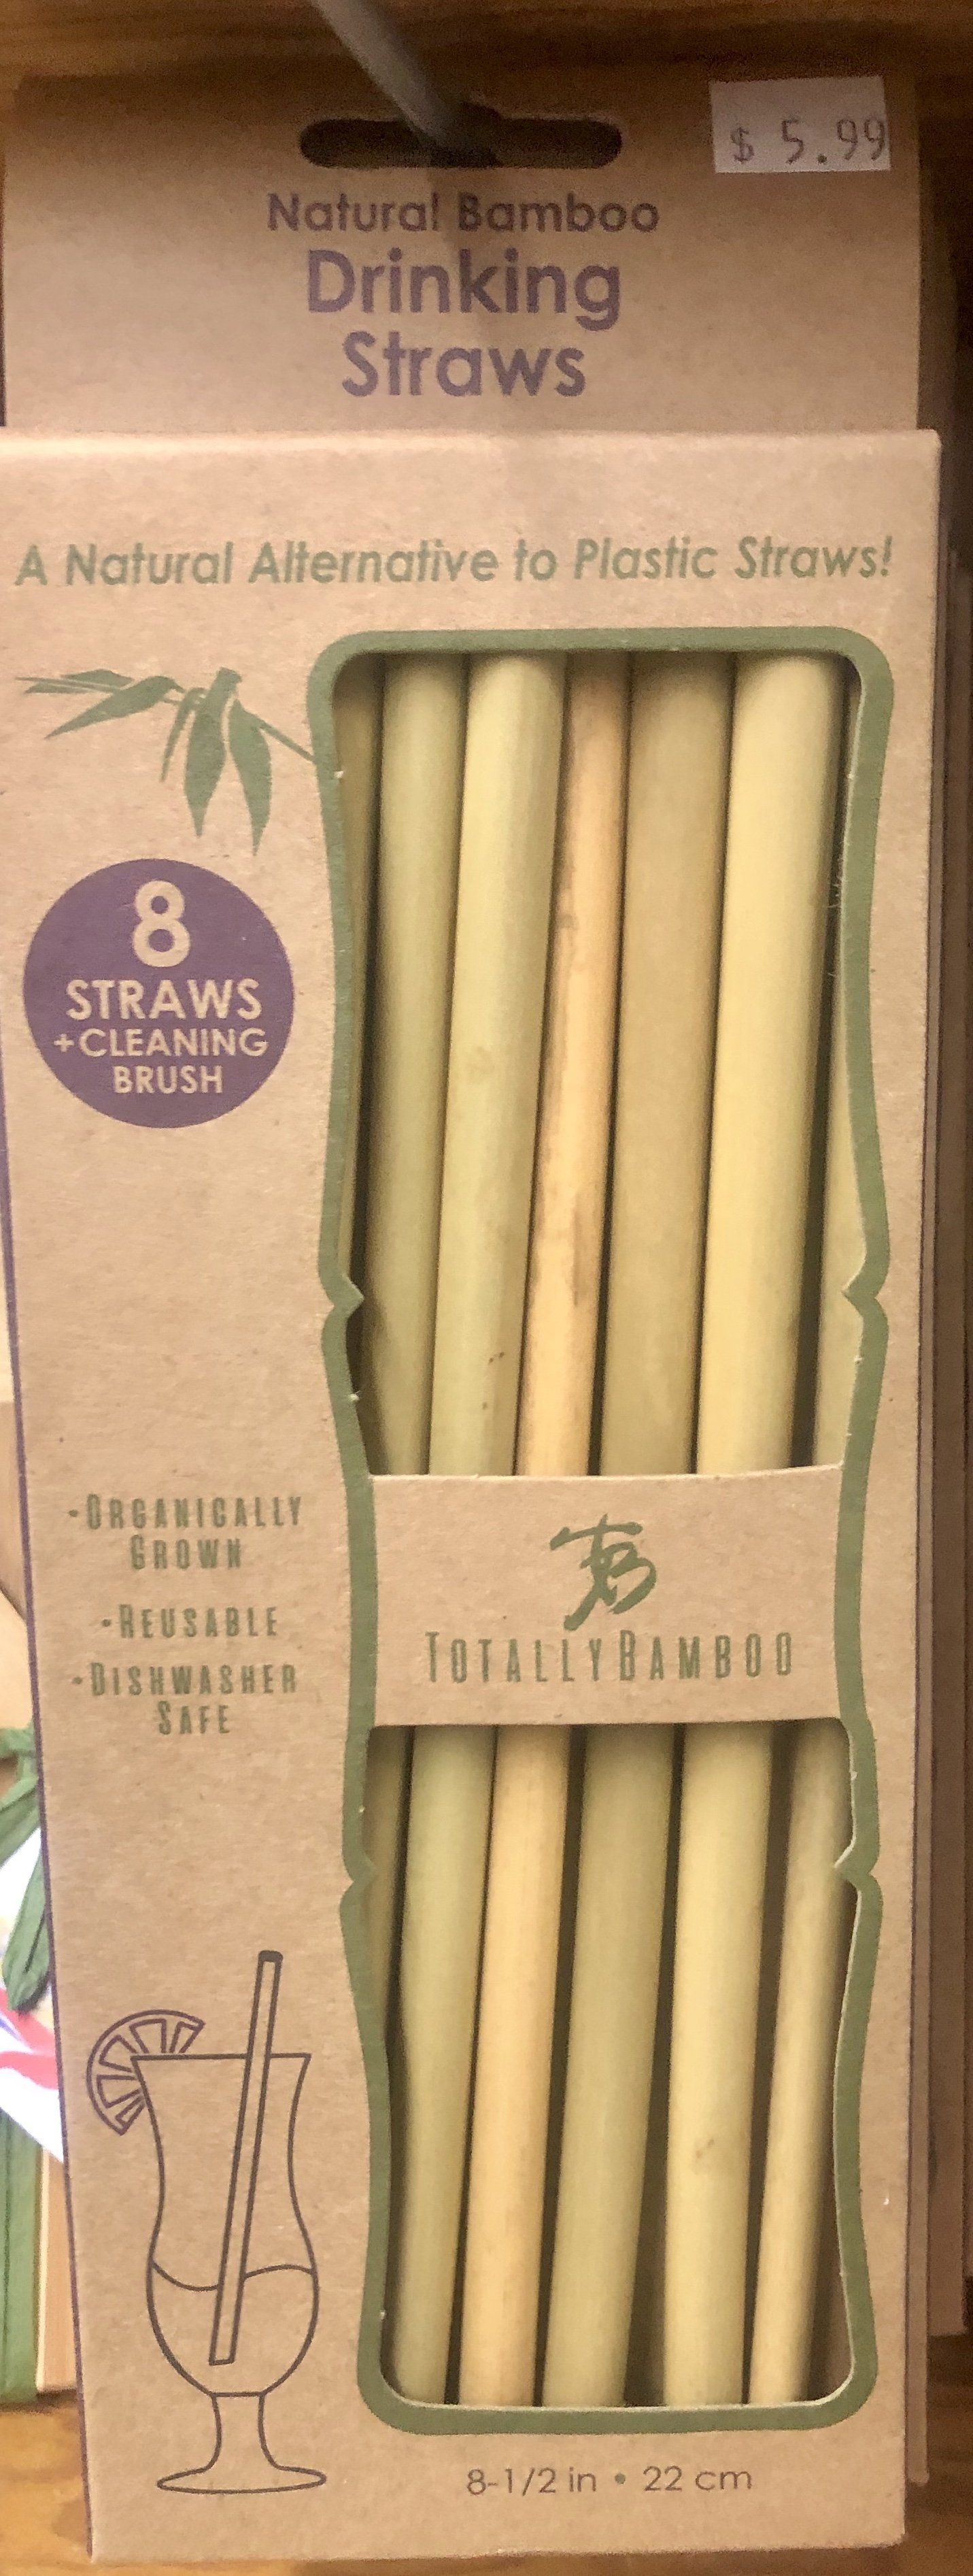 $ 5.99
Natural Bamboo
Drinking
Straws
A Natural Alternative to Plastic Straws!
8
STRAWS
+CLEANING
BRUSH
•ORGANICALLY
GROWN
•REUSABLE
•DISHWASHER
SAFE
TB
TOTALLYBAMBOO
8-1/2 in • 22 cm